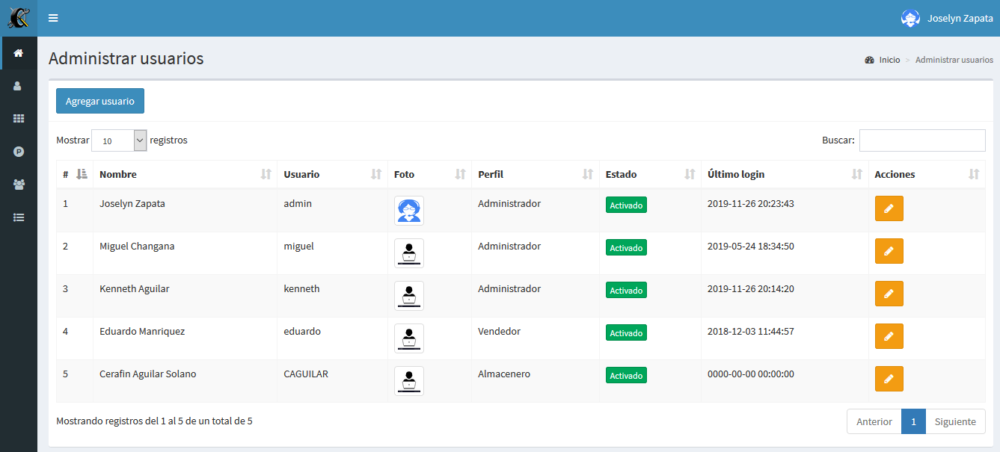 Joselyn Zapata
Administrar usuarios
Inicio > Administrar usuarios
Agregar usuario
Mostrar 10 registros
Buscar:
# Nombre Usuario Foto Perfil Estado Último login Acciones
1 Joselyn Zapata admin Administrador Activado 2019-11-26 20:23:43
2 Miguel Changana miguel Administrador Activado 2019-05-24 18:34:50
3 Kenneth Aguilar kenneth Administrador Activado 2019-11-26 20:14:20
4 Eduardo Manriquez eduardo Vendedor Activado 2018-12-03 11:44:57
5 Cerafin Aguilar Solano CAGUILAR Almacenero Activado 0000-00-00 00:00:00
Mostrando registros del 1 al 5 de un total de 5
Anterior 1 Siguiente